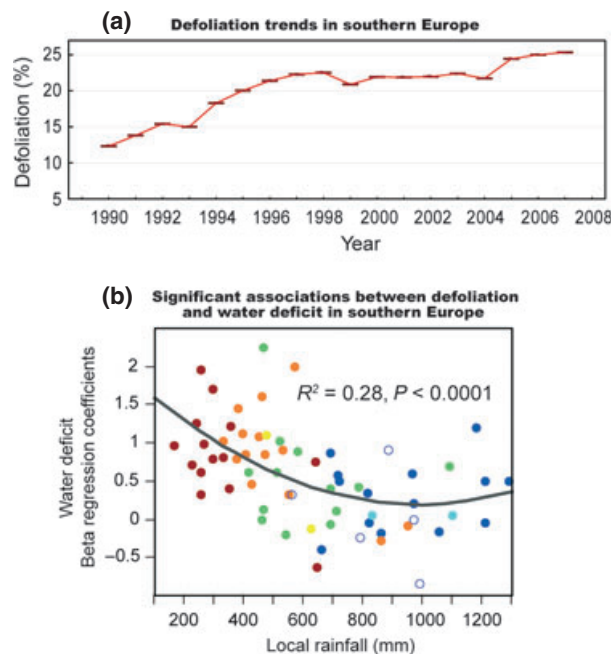 (a)
Defoliation trends in southern Europe
Defoliation (%)
25
20
15
10
5
1990 1992 1994 1996 1998 2000 2002 2004 2006 2008
Year
(b)
Significant associations between defoliation
and water deficit in southern Europe
Water deficit
Beta regression coefficients
2
1.5
1
0.5
0
−0.5
R² = 0.28, P < 0.0001
200 400 600 800 1000 1200
Local rainfall (mm)